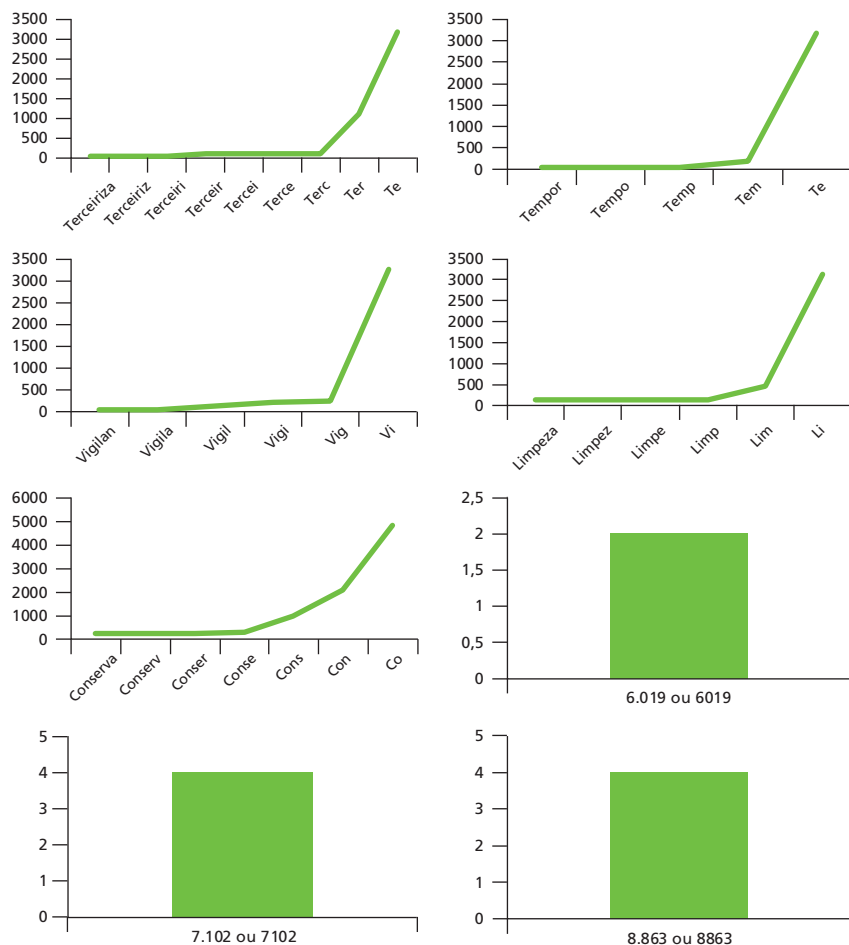 3500
3000
2500
2000
1500
1000
500
0
Terceiriza
Terceiriz
Terceiri
Terceir
Tercei
Terce
Terc
Ter
Te
3500
3000
2500
2000
1500
1000
500
0
Tempor
Tempo
Temp
Tem
Te
3500
3000
2500
2000
1500
1000
500
0
Vigilan
Vigila
Vigil
Vigi
Vig
Vi
3500
3000
2500
2000
1500
1000
500
0
Limpeza
Limpez
Limpe
Limp
Lim
Li
6000
5000
4000
3000
2000
1000
0
Conserva
Conserv
Conser
Conse
Cons
Con
Co
2,5
2
1,5
1
0,5
0
6.019 ou 6019
5
4
3
2
1
0
7.102 ou 7102
5
4
3
2
1
0
8.863 ou 8863